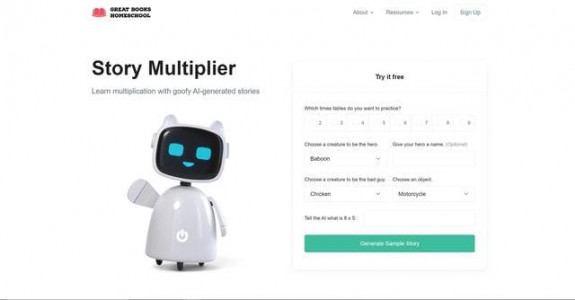 GREAT BOOKS
HOMESCHOOL
About
Resources
Log In
Sign Up
Story Multiplier
Learn multiplication with goofy AI-generated stories
Try it free
Which times tables do you want to practice?
2 3 4 5 6 7 8 9
Choose a creature to be the hero.
Give your hero a name. (Optional)
Baboon
Choose a creature to be the bad guy.
Choose an object.
Chicken
Motorcycle
Tell the AI what is 8 x 5 :
Generate Sample Story